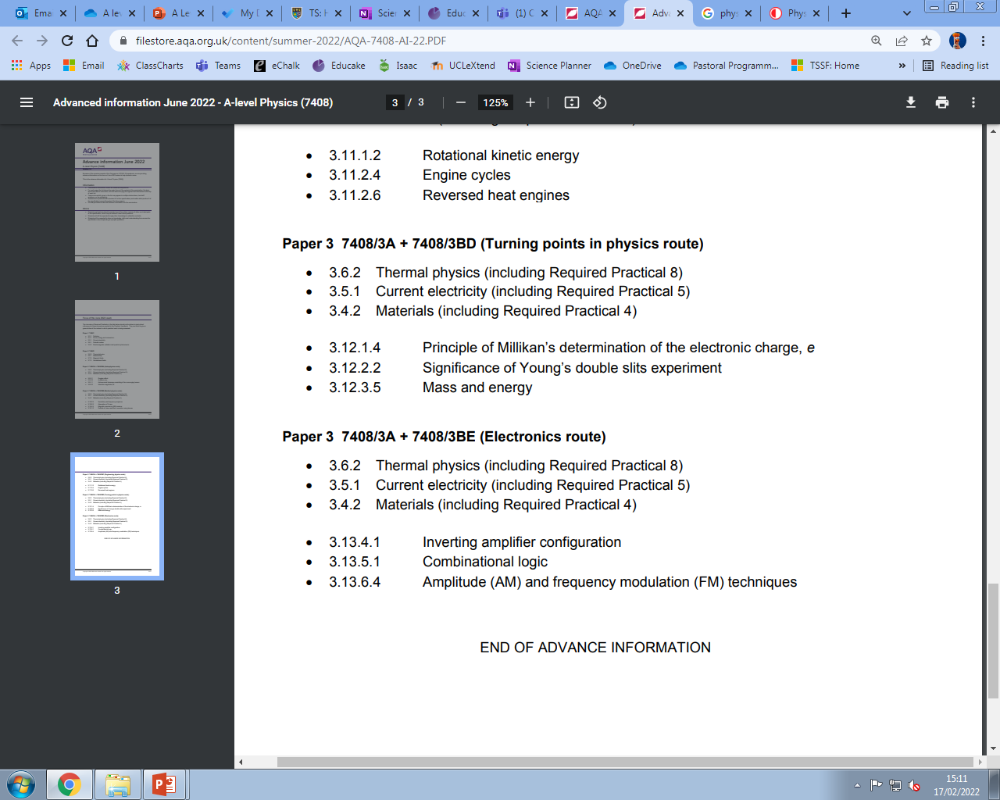 Ema
A lev
A Le
My D
TS: H
Scier
Educ
(1) C
AQA
Adva
phys
Phys
filestore.aqa.org.uk/content/summer-2022/AQA-7408-AI-22.PDF
Apps
Email
ClassCharts
Teams
eChalk
Educake
Isaac
UCLeXtend
Science Planner
OneDrive
Pastoral Programm...
TSSF: Home
»
Reading list
Advanced information June 2022 - A-level Physics (7408)
3 / 3
125%
AQA
Advance information June 2022
1
2
3
• 3.11.1.2 Rotational kinetic energy
• 3.11.2.4 Engine cycles
• 3.11.2.6 Reversed heat engines
Paper 3 7408/3A + 7408/3BD (Turning points in physics route)
• 3.6.2 Thermal physics (including Required Practical 8)
• 3.5.1 Current electricity (including Required Practical 5)
• 3.4.2 Materials (including Required Practical 4)
• 3.12.1.4 Principle of Millikan’s determination of the electronic charge, e
• 3.12.2.2 Significance of Young’s double slits experiment
• 3.12.3.5 Mass and energy
Paper 3 7408/3A + 7408/3BE (Electronics route)
• 3.6.2 Thermal physics (including Required Practical 8)
• 3.5.1 Current electricity (including Required Practical 5)
• 3.4.2 Materials (including Required Practical 4)
• 3.13.4.1 Inverting amplifier configuration
• 3.13.5.1 Combinational logic
• 3.13.6.4 Amplitude (AM) and frequency modulation (FM) techniques
END OF ADVANCE INFORMATION
15:11
17/02/2022